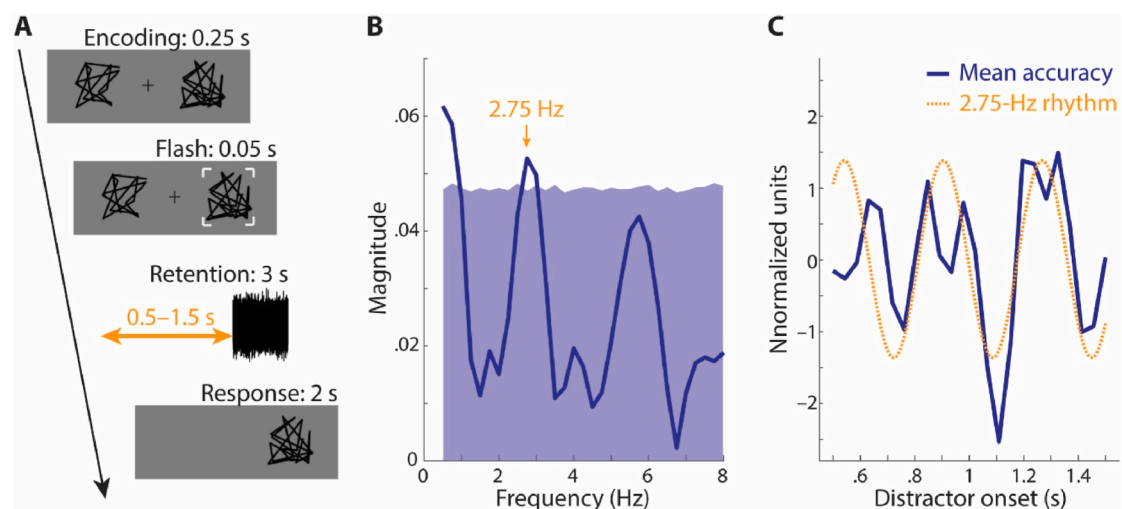 A
Encoding: 0.25 s
Flash: 0.05 s
Retention: 3 s
0.5–1.5 s
Response: 2 s
B
2.75 Hz
.06
.04
.02
0
Magnitude
0 2 4 6 8
Frequency (Hz)
C
Mean accuracy
2.75-Hz rhythm
2
1
0
−1
−2
Nnormalized units
.6 .8 1 1.2 1.4
Distractor onset (s)